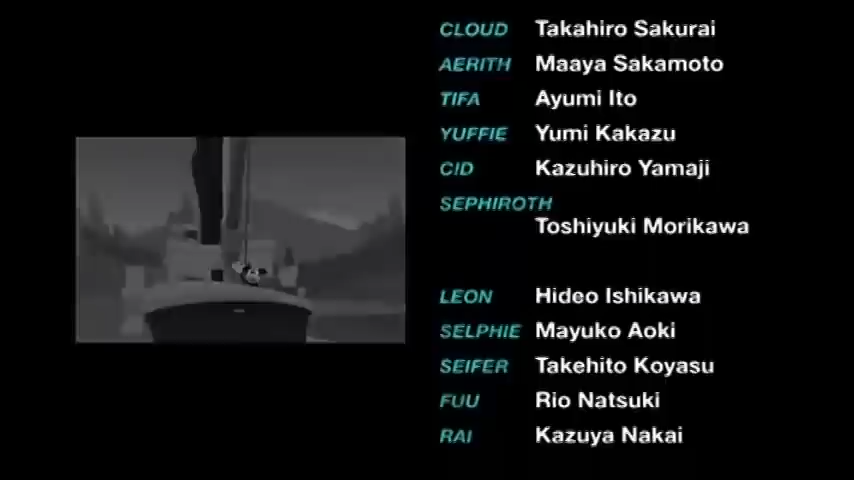 CLOUD Takahiro Sakurai
AERITH Maaya Sakamoto
TIFA Ayumi Ito
YUFFIE Yumi Kakazu
CID Kazuhiro Yamaji
SEPHIROTH
Toshiyuki Morikawa
LEON Hideo Ishikawa
SELPHIE Mayuko Aoki
SEIFER Takehito Koyasu
FUU Rio Natsuki
RAI Kazuya Nakai